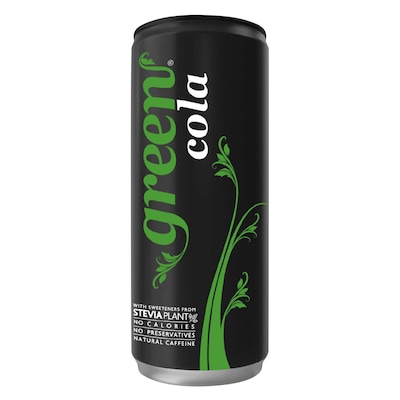 green®
cola
WITH SWEETENERS FROM
STEVIA PLANT
NO CALORIES
NO PRESERVATIVES
NATURAL CAFFEINE